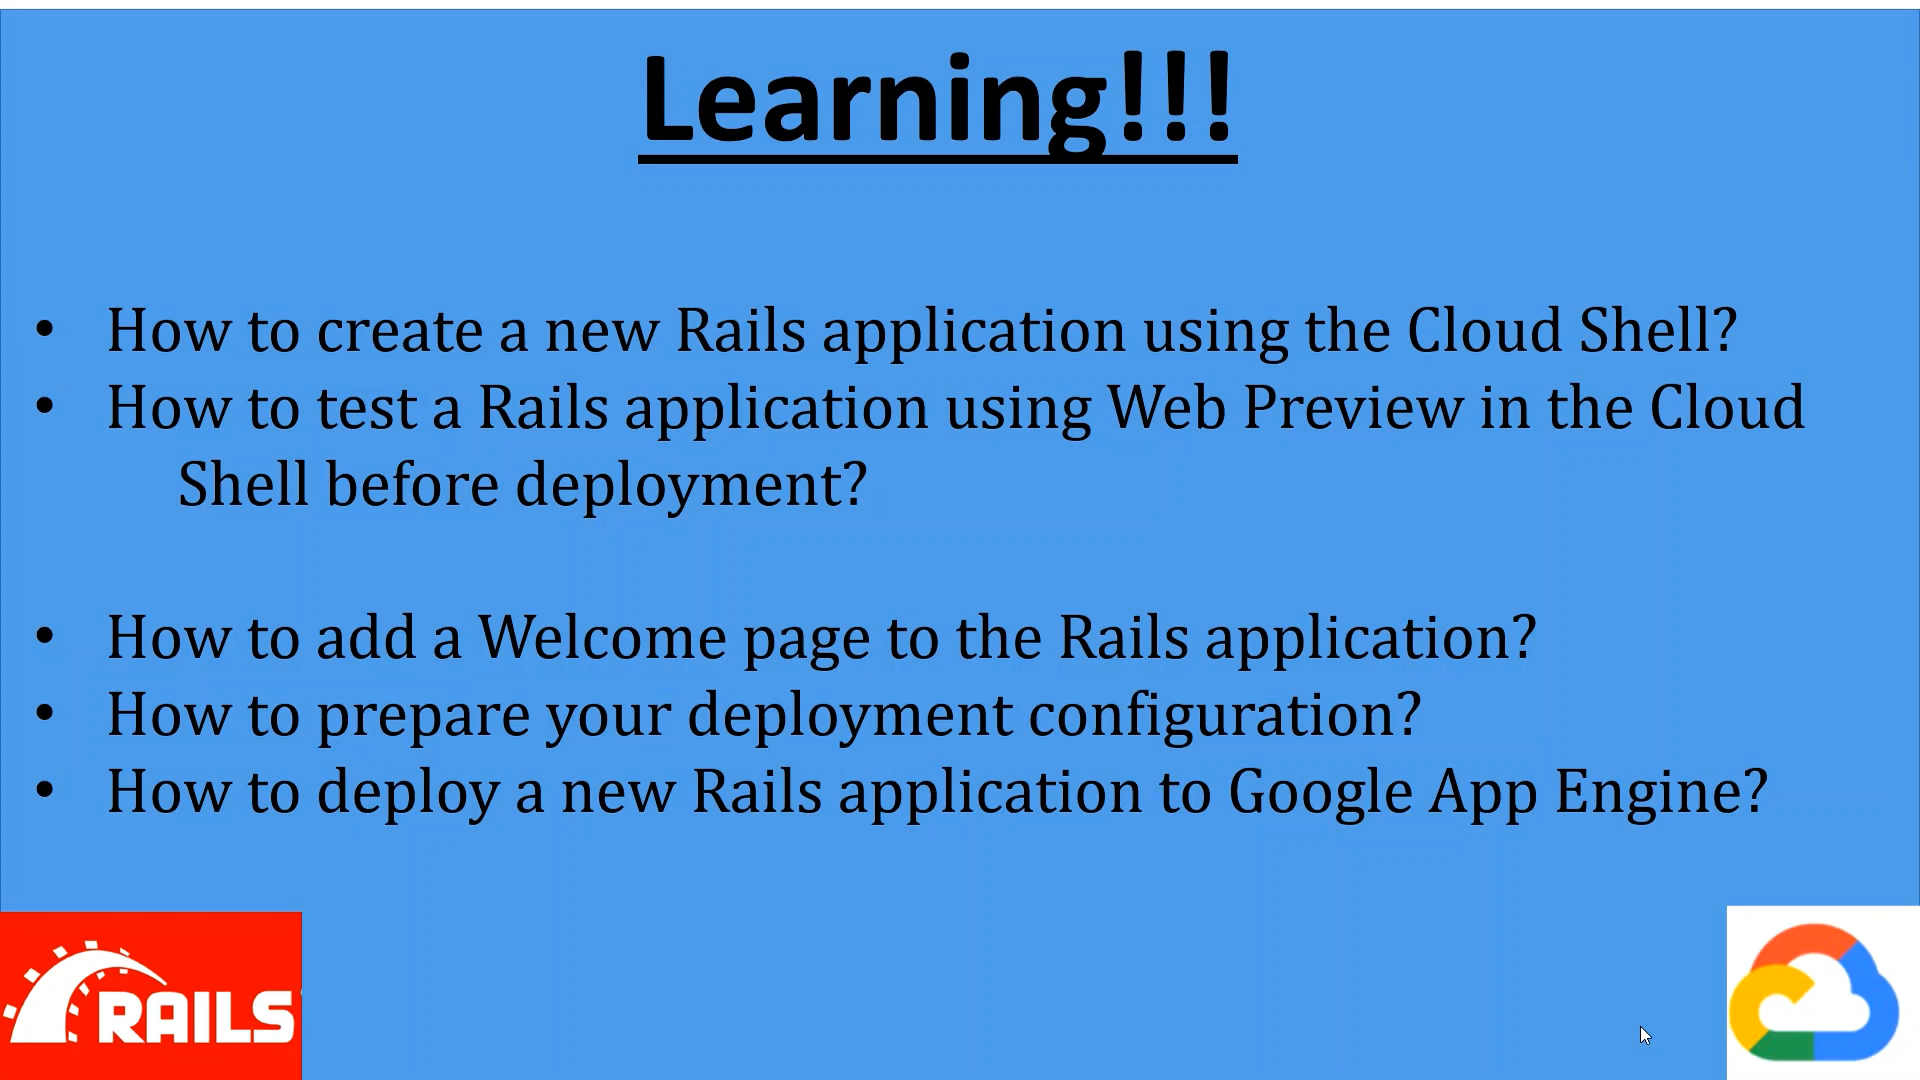 Learning!!!
• How to create a new Rails application using the Cloud Shell?
• How to test a Rails application using Web Preview in the Cloud
Shell before deployment?
• How to add a Welcome page to the Rails application?
• How to prepare your deployment configuration?
• How to deploy a new Rails application to Google App Engine?
RAILS